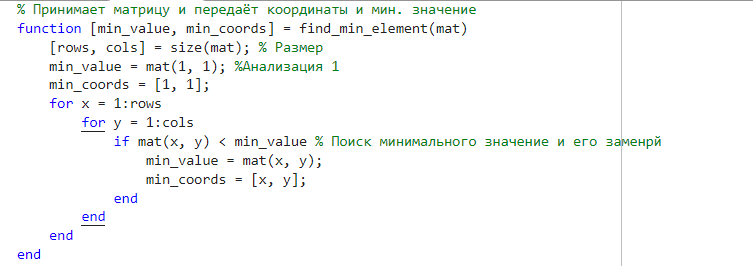 % Принимает матрицу и передаёт координаты и мин. значение
function [min_value, min_coords] = find_min_element(mat)
    [rows, cols] = size(mat); % Размер
    min_value = mat(1, 1); %Анализация 1
    min_coords = [1, 1];
    for x = 1:rows
        for y = 1:cols
            if mat(x, y) < min_value % Поиск минимального значение и его заменрй
                min_value = mat(x, y);
                min_coords = [x, y];
            end
        end
    end
end